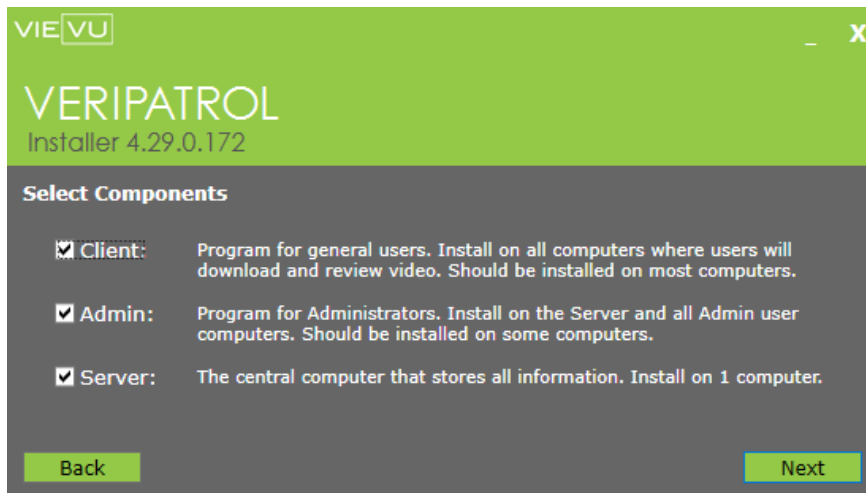 VIEVU
_ X
VERIPATROL
Installer 4.29.0.172
Select Components
Client: Program for general users. Install on all computers where users will
download and review video. Should be installed on most computers.
Admin: Program for Administrators. Install on the Server and all Admin user
computers. Should be installed on some computers.
Server: The central computer that stores all information. Install on 1 computer.
Back Next